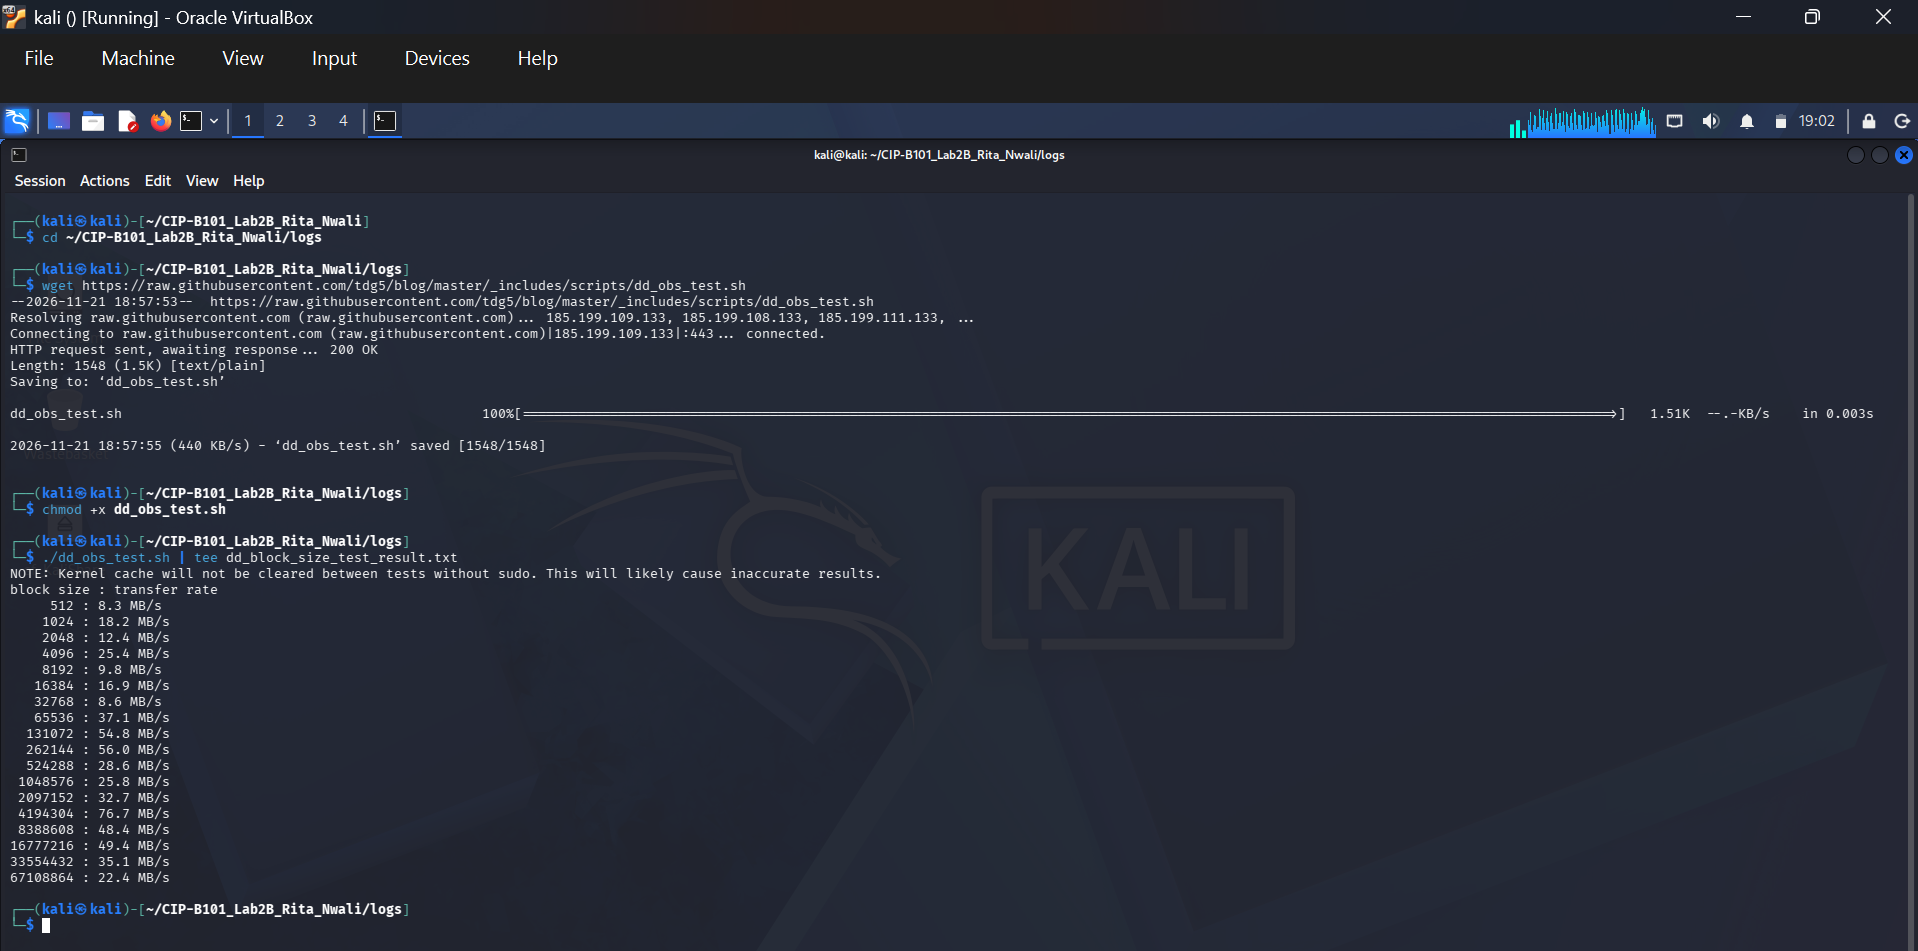 kali () [Running] - Oracle VirtualBox
File Machine View Input Devices Help
1 2 3 4 19:02
kali@kali: ~/CIP-B101_Lab2B_Rita_Nwali/logs
Session Actions Edit View Help
┌──(kali㉿kali)-[~/CIP-B101_Lab2B_Rita_Nwali]
└─$ cd ~/CIP-B101_Lab2B_Rita_Nwali/logs
┌──(kali㉿kali)-[~/CIP-B101_Lab2B_Rita_Nwali/logs]
└─$ wget https://raw.githubusercontent.com/tdg5/blog/master/_includes/scripts/dd_obs_test.sh
--2026-11-21 18:57:53--  https://raw.githubusercontent.com/tdg5/blog/master/_includes/scripts/dd_obs_test.sh
Resolving raw.githubusercontent.com (raw.githubusercontent.com)... 185.199.109.133, 185.199.108.133, 185.199.111.133, ...
Connecting to raw.githubusercontent.com (raw.githubusercontent.com)|185.199.109.133|:443... connected.
HTTP request sent, awaiting response... 200 OK
Length: 1548 (1.5K) [text/plain]
Saving to: ‘dd_obs_test.sh’
dd_obs_test.sh 100%[===================>] 1.51K --.-KB/s in 0.003s
2026-11-21 18:57:55 (440 KB/s) - ‘dd_obs_test.sh’ saved [1548/1548]
┌──(kali㉿kali)-[~/CIP-B101_Lab2B_Rita_Nwali/logs]
└─$ chmod +x dd_obs_test.sh
┌──(kali㉿kali)-[~/CIP-B101_Lab2B_Rita_Nwali/logs]
└─$ ./dd_obs_test.sh | tee dd_block_size_test_result.txt
NOTE: Kernel cache will not be cleared between tests without sudo. This will likely cause inaccurate results.
block size : transfer rate
512 : 8.3 MB/s
1024 : 18.2 MB/s
2048 : 12.4 MB/s
4096 : 25.4 MB/s
8192 : 9.8 MB/s
16384 : 16.9 MB/s
32768 : 8.6 MB/s
65536 : 37.1 MB/s
131072 : 54.8 MB/s
262144 : 56.0 MB/s
524288 : 28.6 MB/s
1048576 : 25.8 MB/s
2097152 : 32.7 MB/s
4194304 : 76.7 MB/s
8388608 : 48.4 MB/s
16777216 : 49.4 MB/s
33554432 : 35.1 MB/s
67108864 : 22.4 MB/s
┌──(kali㉿kali)-[~/CIP-B101_Lab2B_Rita_Nwali/logs]
└─$
KALI